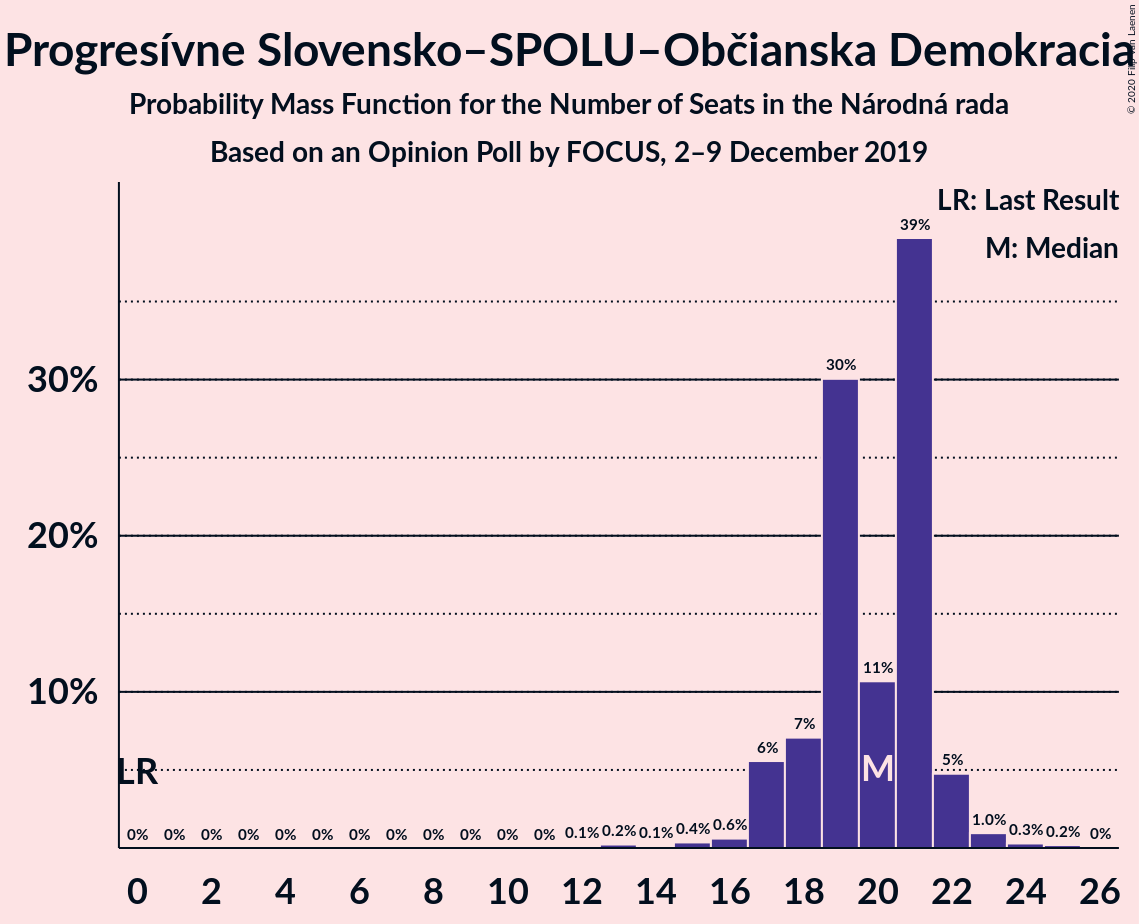 Progresívne Slovensko–SPOLU–Občianska Demokracia
Probability Mass Function for the Number of Seats in the Národná rada
Based on an Opinion Poll by FOCUS, 2–9 December 2019
© 2020 Filip van Laenen
LR: Last Result
M: Median
39%
30%
30%
20%
11%
10%
7%
6%
5%
LR
M
0% 0% 0% 0% 0% 0% 0% 0% 0% 0% 0% 0% 0.1% 0.2% 0.1% 0.4% 0.6% 1.0% 0.3% 0.2% 0%
0 2 4 6 8 10 12 14 16 18 20 22 24 26